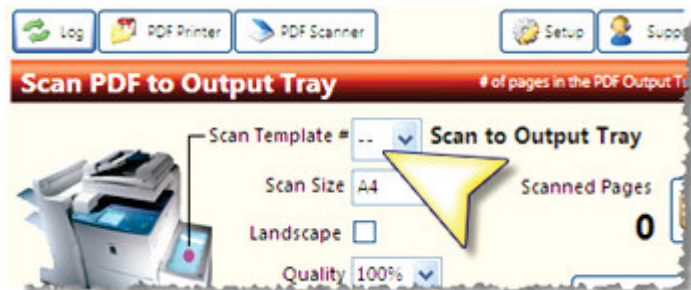 Log PDF Printer PDF Scanner Setup
Scan PDF to Output Tray # of pages in the PDF Output
Scan Template # -- Scan to Output Tray
Scan Size A4 Scanned Pages
Landscape 0
Quality 100%